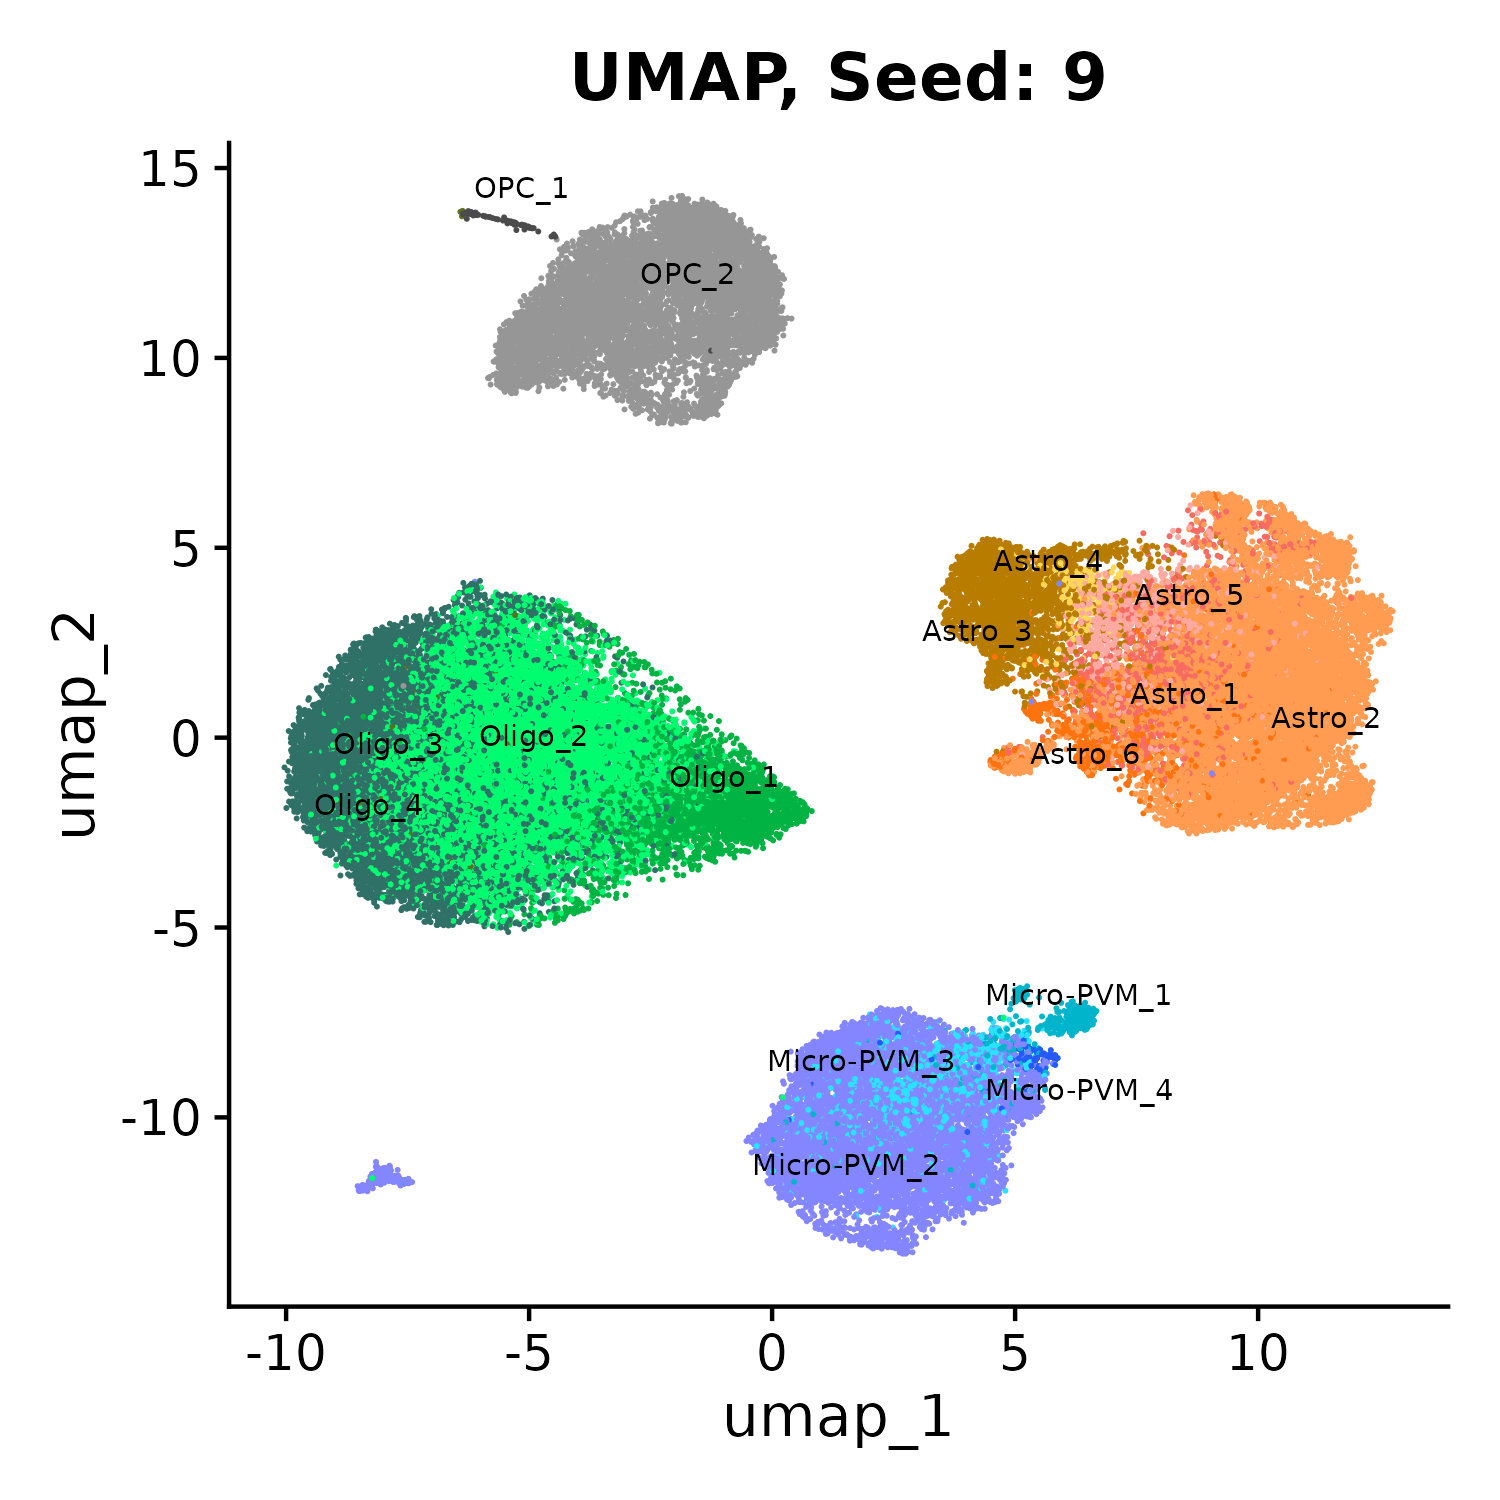 UMAP, Seed: 9
15
10
5
0
-5
-10
umap_2
OPC_1
OPC_2
Astro_4
Astro_5
Astro_3
Astro_1
Astro_2
Astro_6
Oligo_3
Oligo_2
Oligo_1
Oligo_4
Micro-PVM_1
Micro-PVM_3
Micro-PVM_4
Micro-PVM_2
-10
-5
0
5
10
umap_1